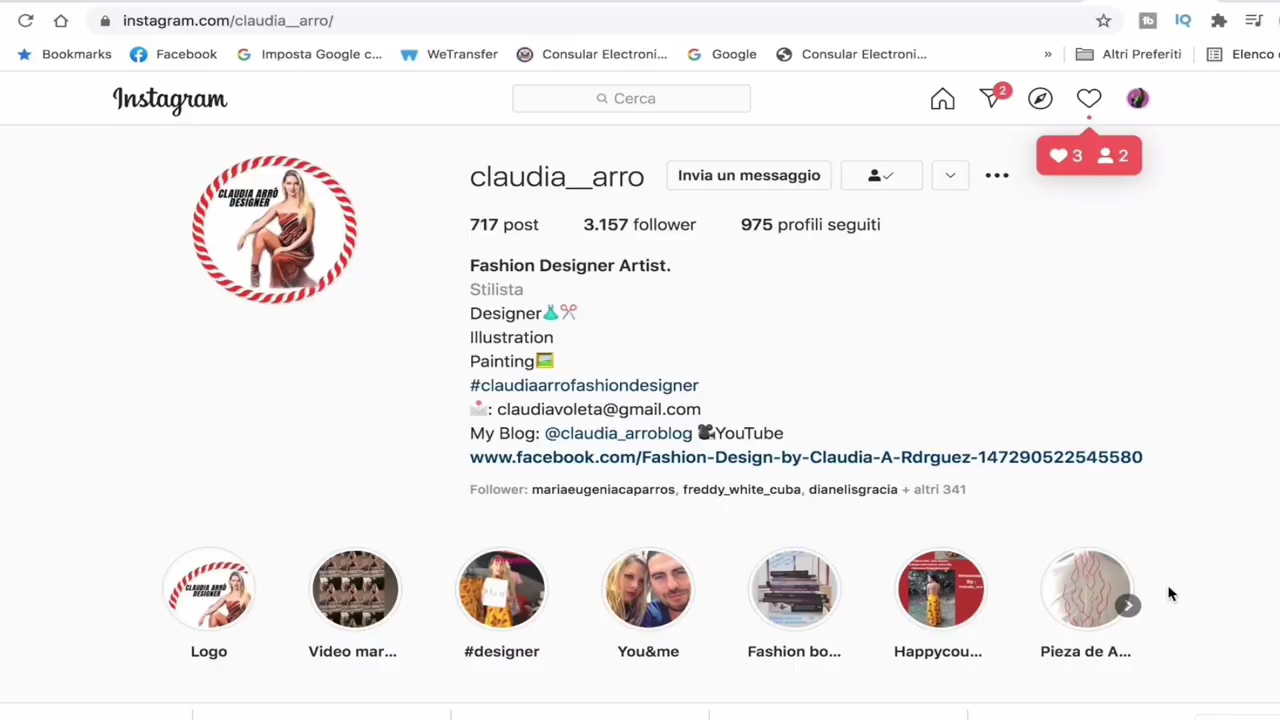 instagram.com/claudia__arro/
Bookmarks Facebook Imposta Google c... WeTransfer Consular Electroni... Google Consular Electroni... » Altri Preferiti Elenco
Instagram Cerca 2
3 2
CLAUDIA ARRÒ
DESIGNER
claudia__arro Invia un messaggio
717 post 3.157 follower 975 profili seguiti
Fashion Designer Artist.
Stilista
Designer👗✂️
Illustration
Painting🖼️
#claudiaarrofashiondesigner
📩: claudiavoleta@gmail.com
My Blog: @claudia_arroblog 🎥YouTube
www.facebook.com/Fashion-Design-by-Claudia-A-Rdrguez-147290522545580
Follower: mariaeugeniacaparros, freddy_white_cuba, dianelisgracia + altri 341
CLAUDIA ARRÒ
DESIGNER
Logo Video mar... #designer You&me Fashion bo... Happycou... Pieza de A...